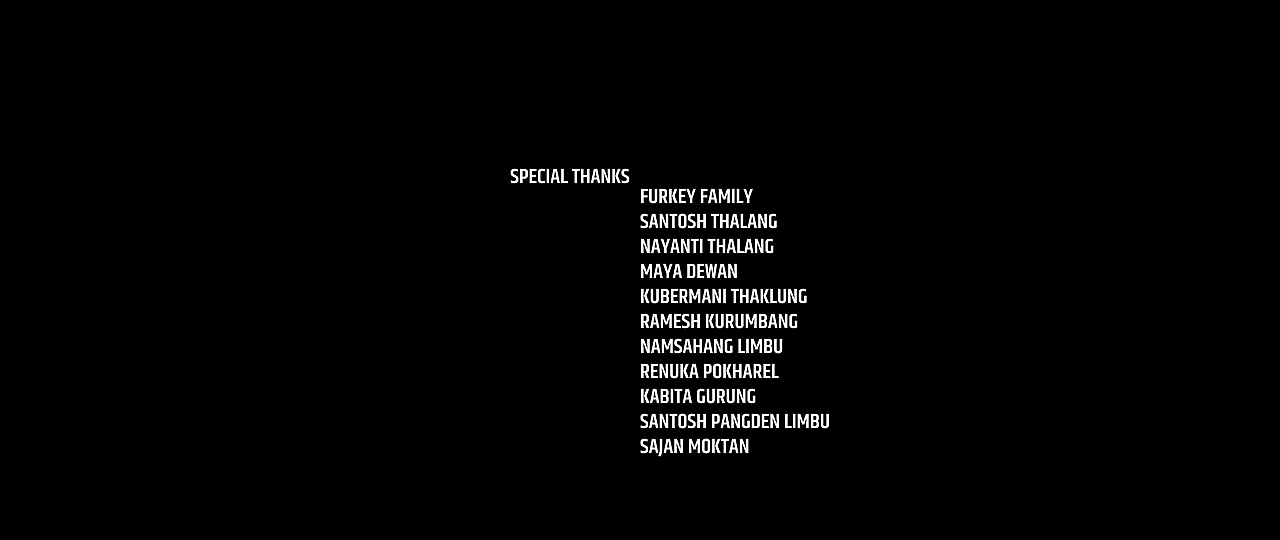 SPECIAL THANKS
FURKEY FAMILY
SANTOSH THALANG
NAYANTI THALANG
MAYA DEWAN
KUBERMANI THAKLUNG
RAMESH KURUMBANG
NAMSAHANG LIMBU
RENUKA POKHAREL
KABITA GURUNG
SANTOSH PANGDEN LIMBU
SAJAN MOKTAN